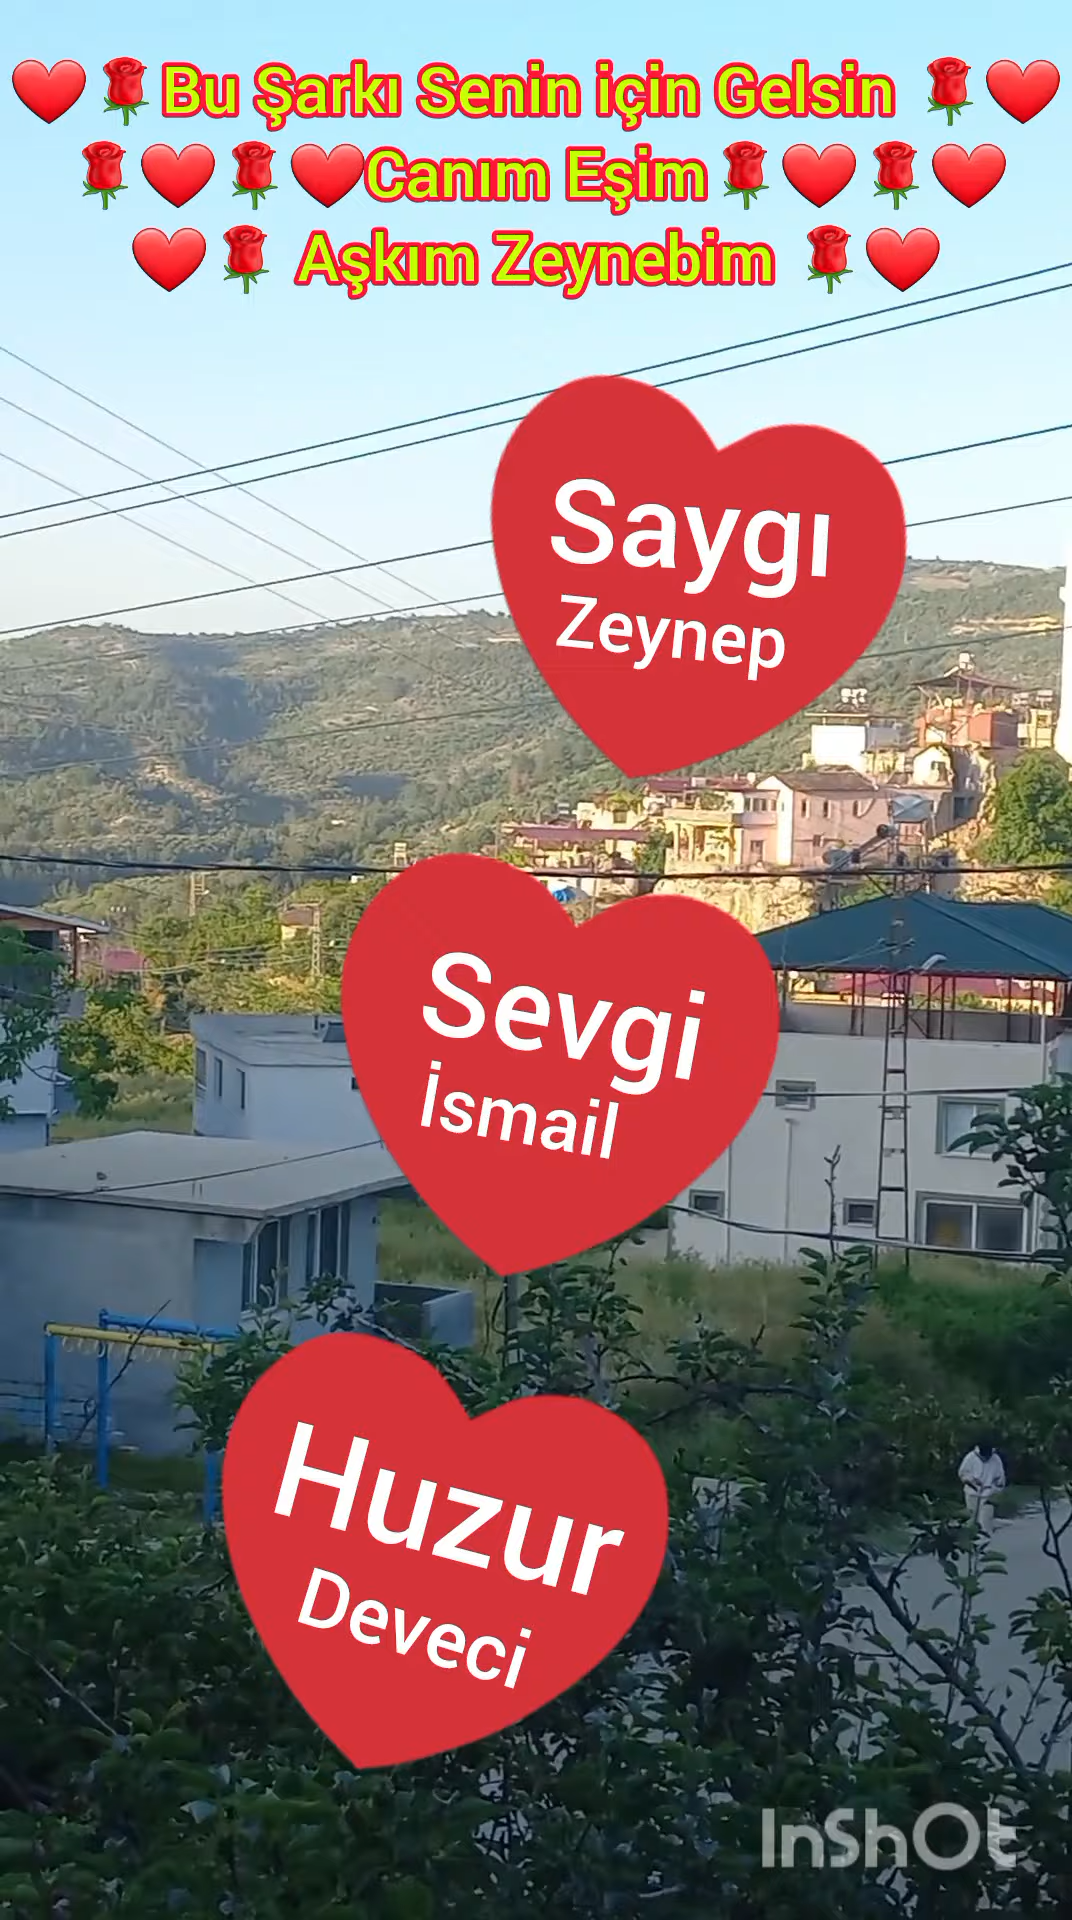 ❤️🌹Bu Şarkı Senin için Gelsin 🌹❤️
🌹❤️🌹❤️Canım Eşim🌹❤️🌹❤️
❤️🌹 Aşkım Zeynebim 🌹❤️
Saygı
Zeynep
Sevgi
İsmail
Huzur
Deveci
InShOt